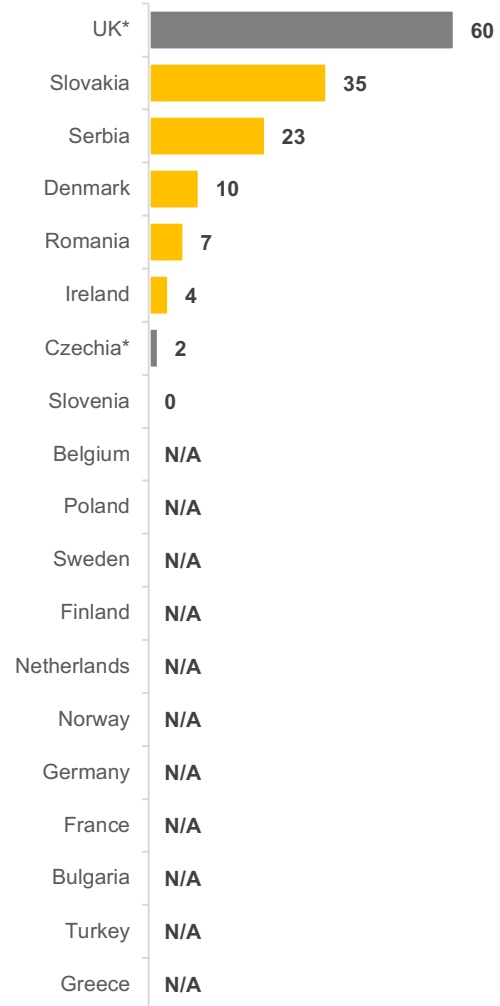 UK* 60
Slovakia 35
Serbia 23
Denmark 10
Romania 7
Ireland 4
Czechia* 2
Slovenia 0
Belgium N/A
Poland N/A
Sweden N/A
Finland N/A
Netherlands N/A
Norway N/A
Germany N/A
France N/A
Bulgaria N/A
Turkey N/A
Greece N/A